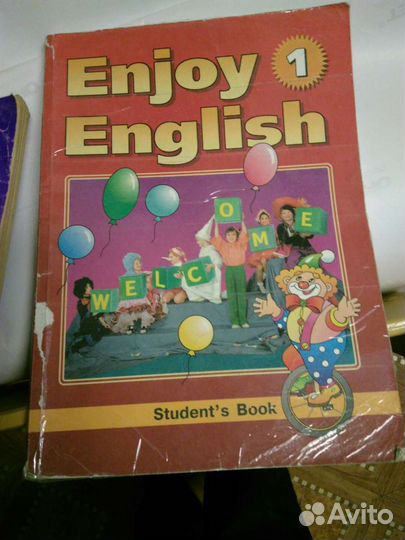 Enjoy 1
English
WELCOME
Student's Book
Avito